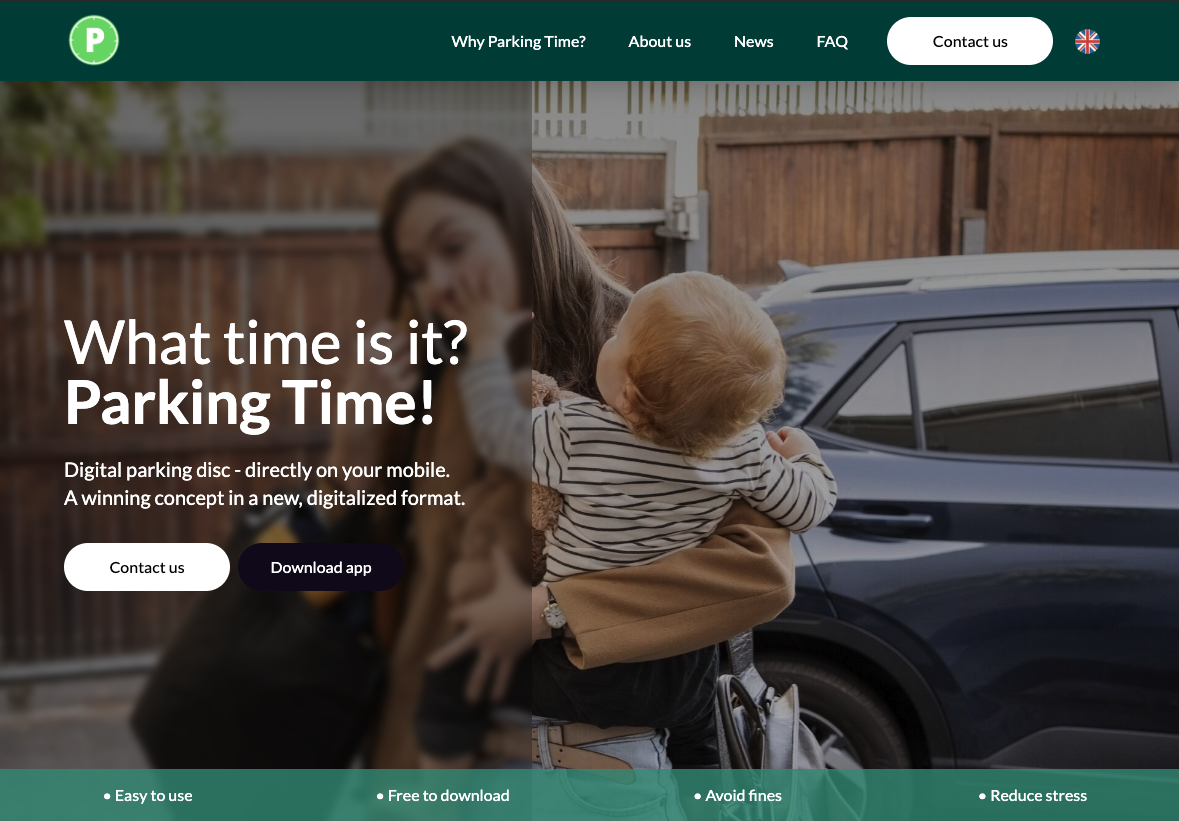 P
Why Parking Time?
About us
News
FAQ
Contact us
What time is it?
Parking Time!
Digital parking disc - directly on your mobile.
A winning concept in a new, digitalized format.
Contact us
Download app
• Easy to use
• Free to download
• Avoid fines
• Reduce stress